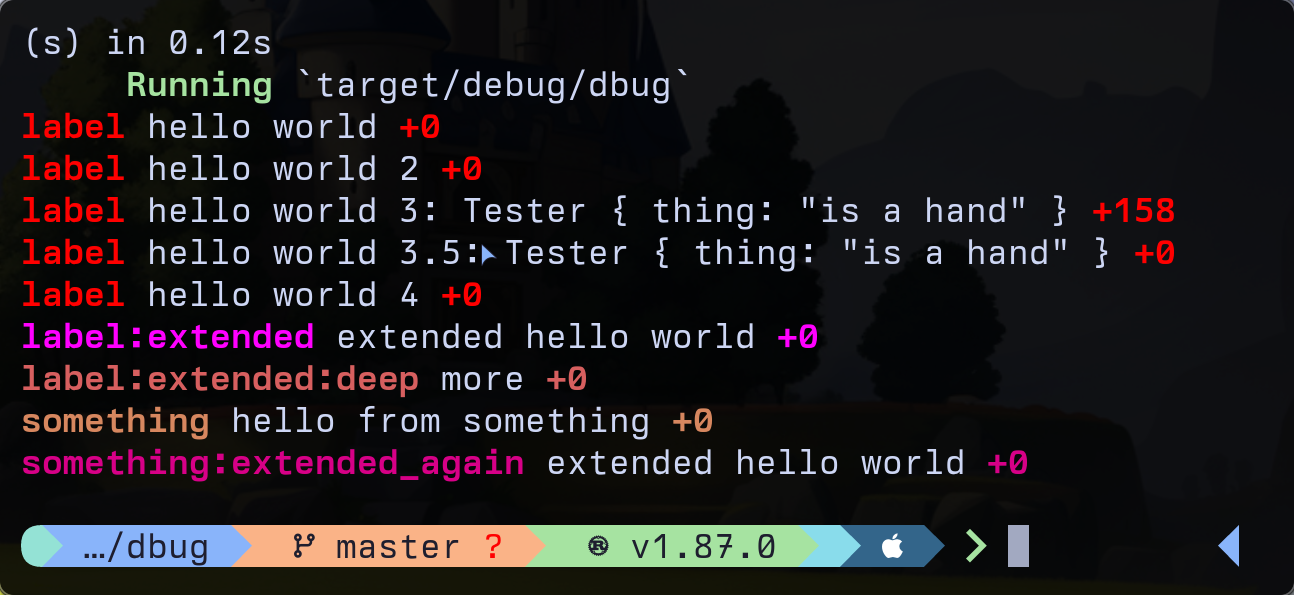 (s) in 0.12s
Running `target/debug/dbug`
label hello world +0
label hello world 2 +0
label hello world 3: Tester { thing: "is a hand" } +158
label hello world 3.5: Tester { thing: "is a hand" } +0
label hello world 4 +0
label:extended extended hello world +0
label:extended:deep more +0
something hello from something +0
something:extended_again extended hello world +0
…/dbug master ? v1.87.0